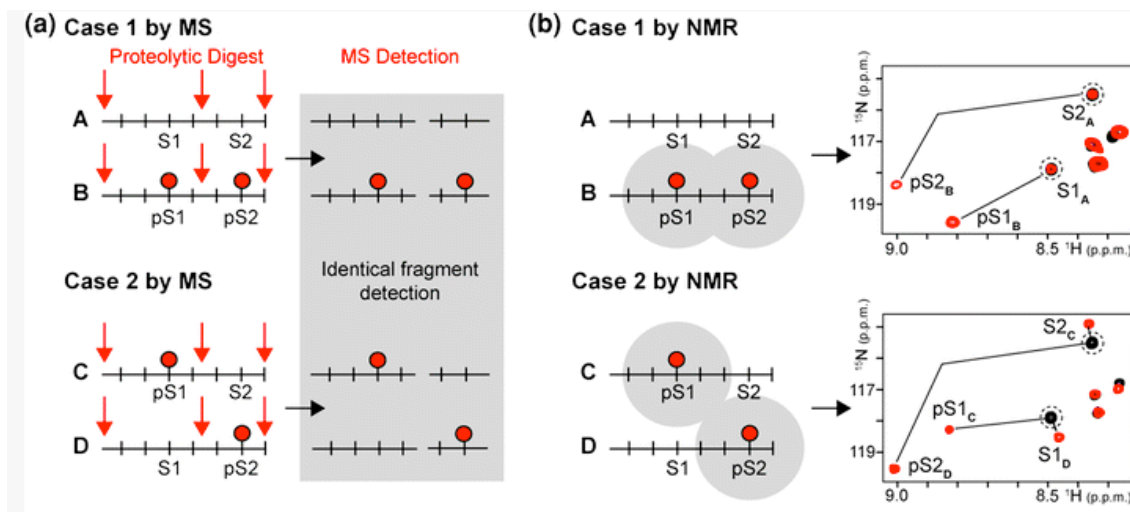 (a) Case 1 by MS
Proteolytic Digest
MS Detection
A
S1 S2
B
pS1 pS2
Identical fragment
detection
Case 2 by MS
C
pS1 S2
D
S1 pS2
(b) Case 1 by NMR
A
S1 S2
B
pS1 pS2
15N (p.p.m.)
117
119
S2A
S1A
pS2B
pS1B
9.0 8.5 1H (p.p.m.)
Case 2 by NMR
C
pS1 S2
D
S1 pS2
15N (p.p.m.)
117
119
S2C
pS1C
S1D
pS2D
9.0 8.5 1H (p.p.m.)